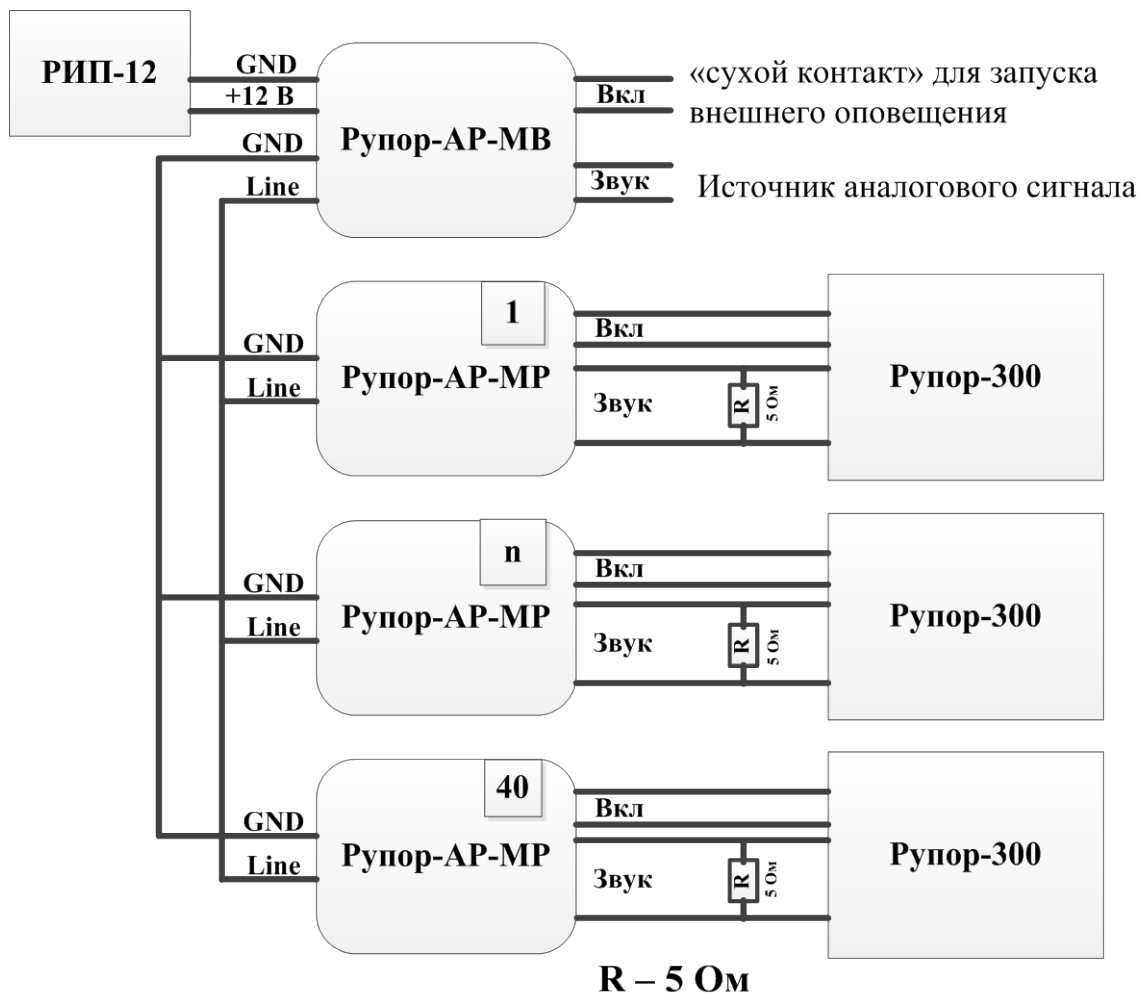 РИП-12
GND
+12 В
GND
Line
Рупор-АР-МВ
Вкл
«сухой контакт» для запуска
внешнего оповещения
Звук
Источник аналогового сигнала
1
GND
Line
Рупор-АР-МР
Вкл
Звук
R
5 Ом
Рупор-300
n
GND
Line
Рупор-АР-МР
Вкл
Звук
R
5 Ом
Рупор-300
40
GND
Line
Рупор-АР-МР
Вкл
Звук
R
5 Ом
Рупор-300
R – 5 Ом